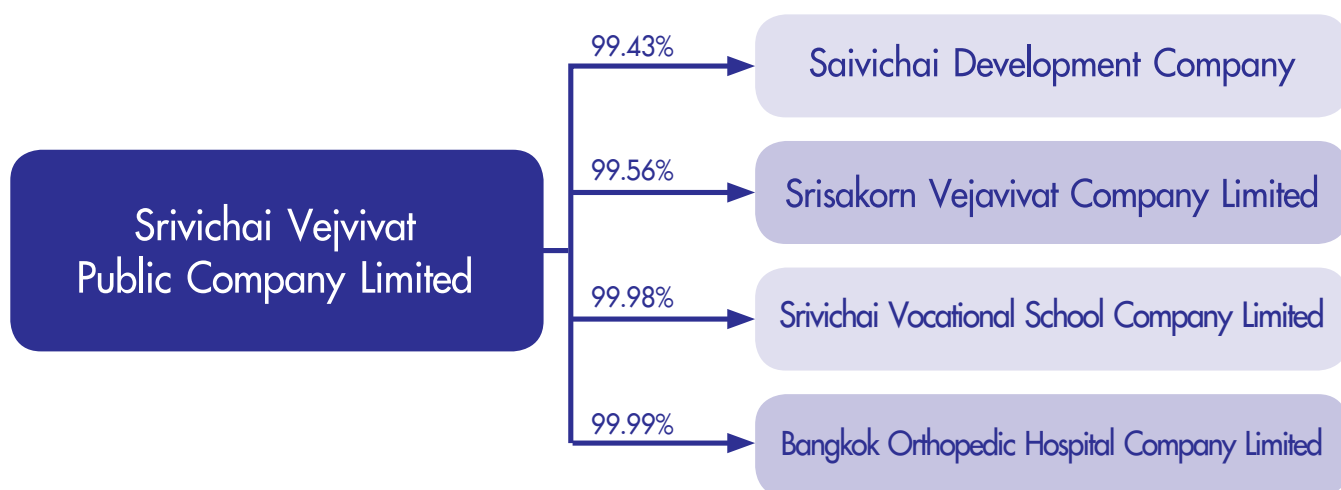 Srivichai Vejvivat
Public Company Limited
99.43%
Saivichai Development Company
99.56%
Srisakorn Vejavivat Company Limited
99.98%
Srivichai Vocational School Company Limited
99.99%
Bangkok Orthopedic Hospital Company Limited